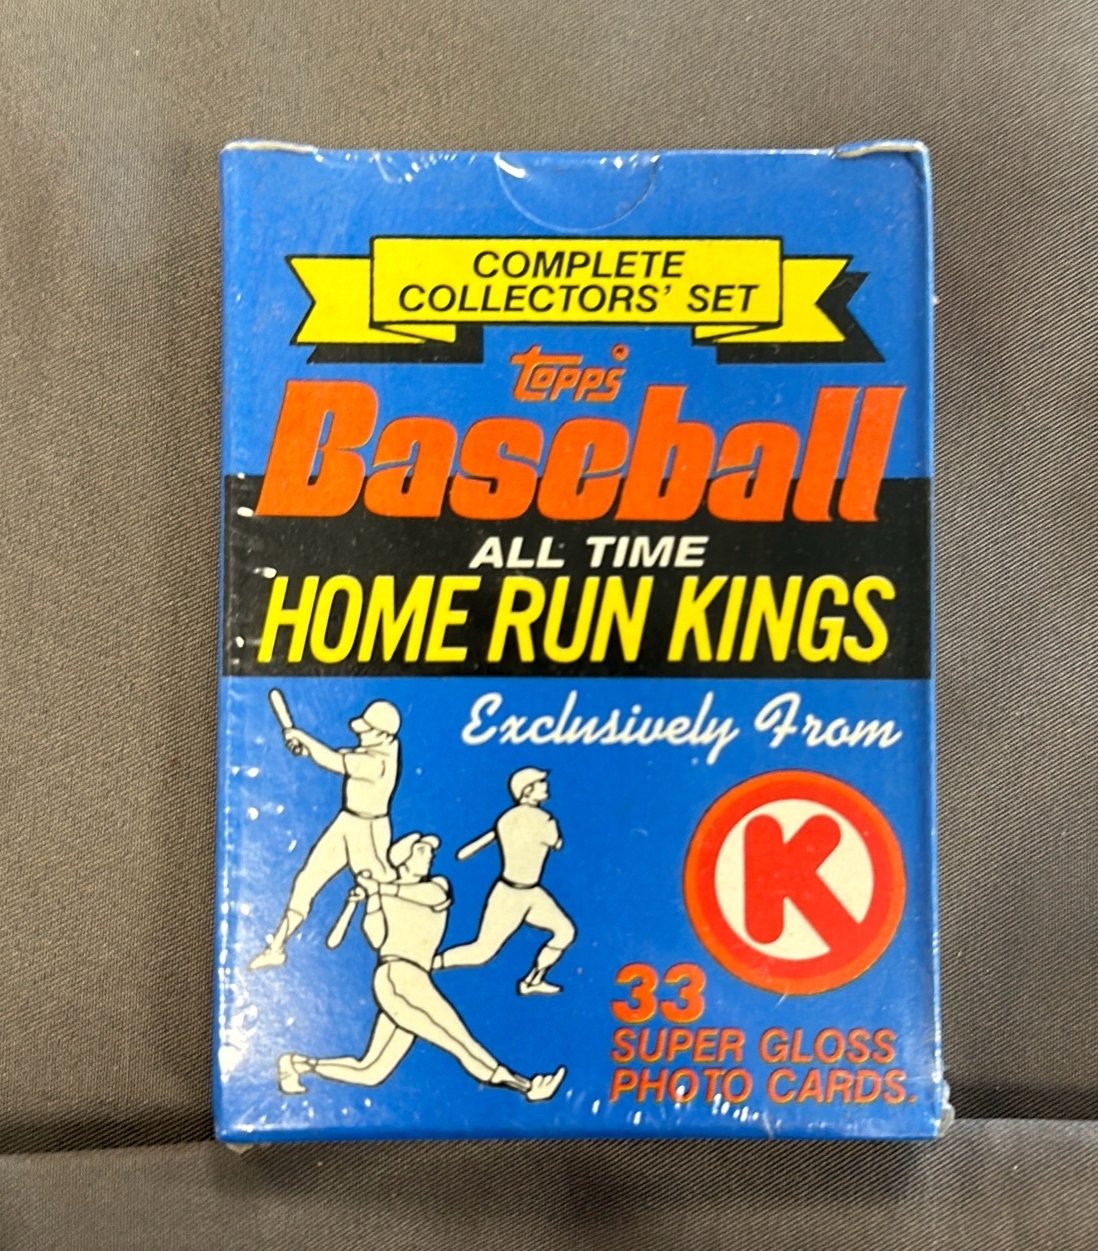 COMPLETE
COLLECTORS' SET
Topps
Baseball
ALL TIME
HOME RUN KINGS
Exclusively From
K
33
SUPER GLOSS
PHOTO CARDS.